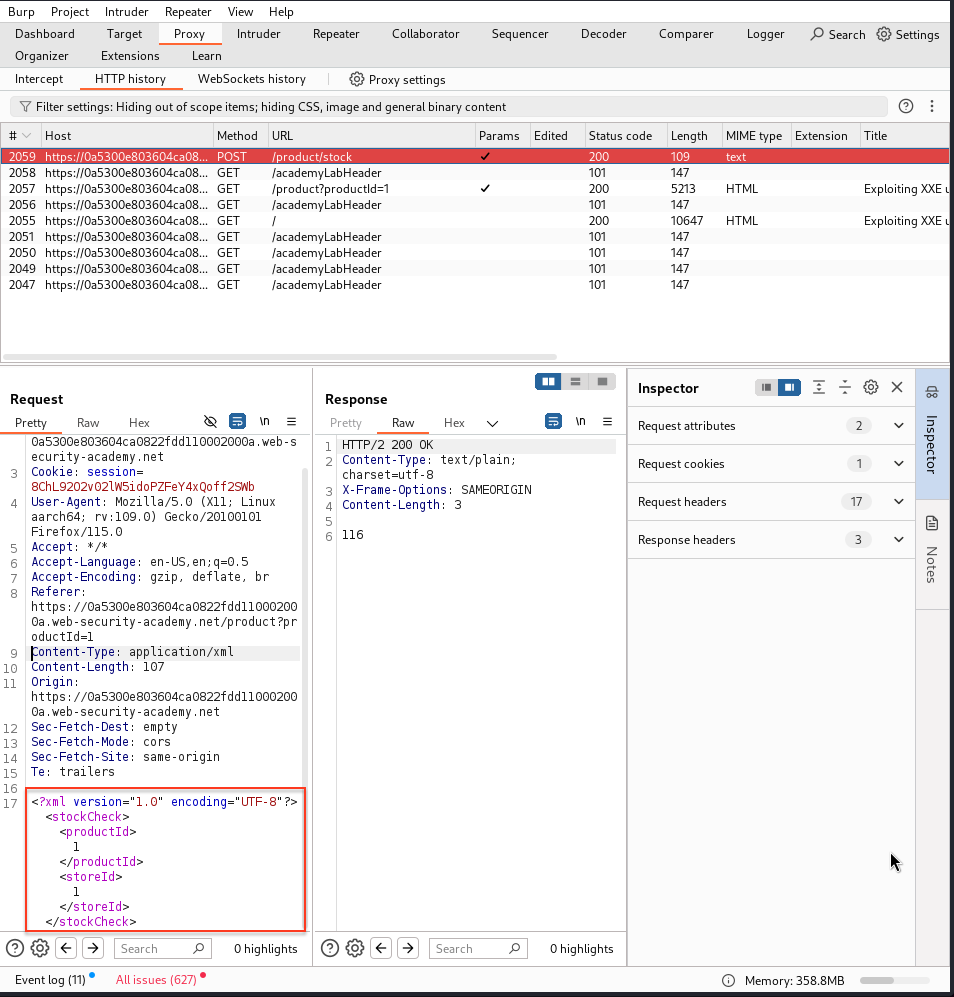 Burp Project Intruder Repeater View Help
Dashboard Target Proxy Intruder Repeater Collaborator Sequencer Decoder Comparer Logger Search Settings
Organizer Extensions Learn
Intercept HTTP history WebSockets history Proxy settings
Filter settings: Hiding out of scope items; hiding CSS, image and general binary content
# Host Method URL Params Edited Status code Length MIME type Extension Title
2059 https://0a5300e803604ca08... POST /product/stock ✓ 200 109 text
2058 https://0a5300e803604ca08... GET /academyLabHeader 101 147
2057 https://0a5300e803604ca08... GET /product?productId=1 ✓ 200 5213 HTML Exploiting XXE u
2056 https://0a5300e803604ca08... GET /academyLabHeader 101 147
2055 https://0a5300e803604ca08... GET / 200 10647 HTML Exploiting XXE u
2051 https://0a5300e803604ca08... GET /academyLabHeader 101 147
2050 https://0a5300e803604ca08... GET /academyLabHeader 101 147
2049 https://0a5300e803604ca08... GET /academyLabHeader 101 147
2047 https://0a5300e803604ca08... GET /academyLabHeader 101 147
Request
Pretty Raw Hex \n
0a5300e803604ca0822fdd110002000a.web-s
ecurity-academy.net
3 Cookie: session=
8ChL92O2v02lW5idoPZFeY4xQoff2SWb
4 User-Agent: Mozilla/5.0 (X11; Linux
aarch64; rv:109.0) Gecko/20100101
Firefox/115.0
5 Accept: */*
6 Accept-Language: en-US,en;q=0.5
7 Accept-Encoding: gzip, deflate, br
8 Referer:
https://0a5300e803604ca0822fdd11000200
0a.web-security-academy.net/product?pr
oductId=1
9 Content-Type: application/xml
10 Content-Length: 107
11 Origin:
https://0a5300e803604ca0822fdd11000200
0a.web-security-academy.net
12 Sec-Fetch-Dest: empty
13 Sec-Fetch-Mode: cors
14 Sec-Fetch-Site: same-origin
15 Te: trailers
16
17 <?xml version="1.0" encoding="UTF-8"?>
<stockCheck>
<productId>
1
</productId>
<storeId>
1
</storeId>
</stockCheck>
Search 0 highlights
Response
Pretty Raw Hex \n
1 HTTP/2 200 OK
2 Content-Type: text/plain;
charset=utf-8
3 X-Frame-Options: SAMEORIGIN
4 Content-Length: 3
5
6 116
Search 0 highlights
Inspector
Request attributes 2
Request cookies 1
Request headers 17
Response headers 3
Inspector
Notes
Event log (11) All issues (627) Memory: 358.8MB